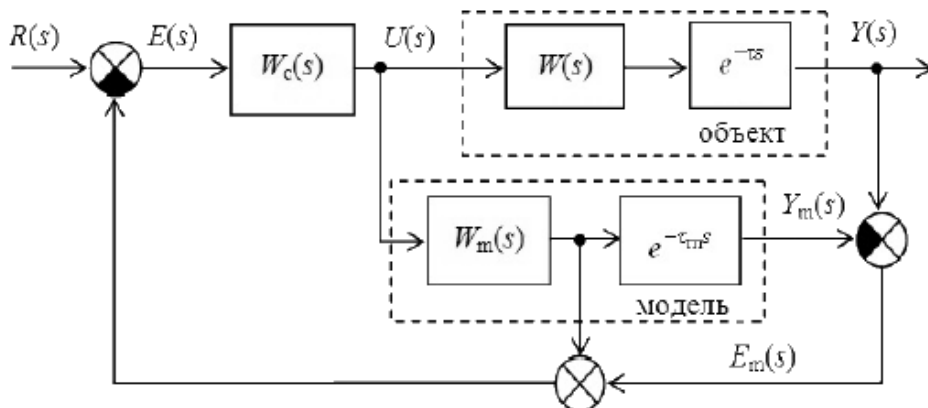 R(s)
E(s)
W_c(s)
U(s)
W(s)
e^{-τs}
Y(s)
объект
W_m(s)
e^{-τ_m s}
Y_m(s)
модель
E_m(s)